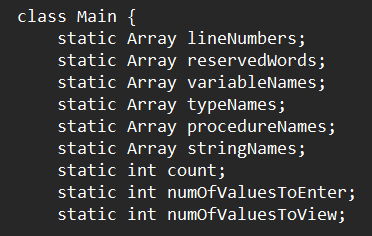 class Main {
    static Array lineNumbers;
    static Array reservedWords;
    static Array variableNames;
    static Array typeNames;
    static Array procedureNames;
    static Array stringNames;
    static int count;
    static int numOfValuesToEnter;
    static int numOfValuesToView;